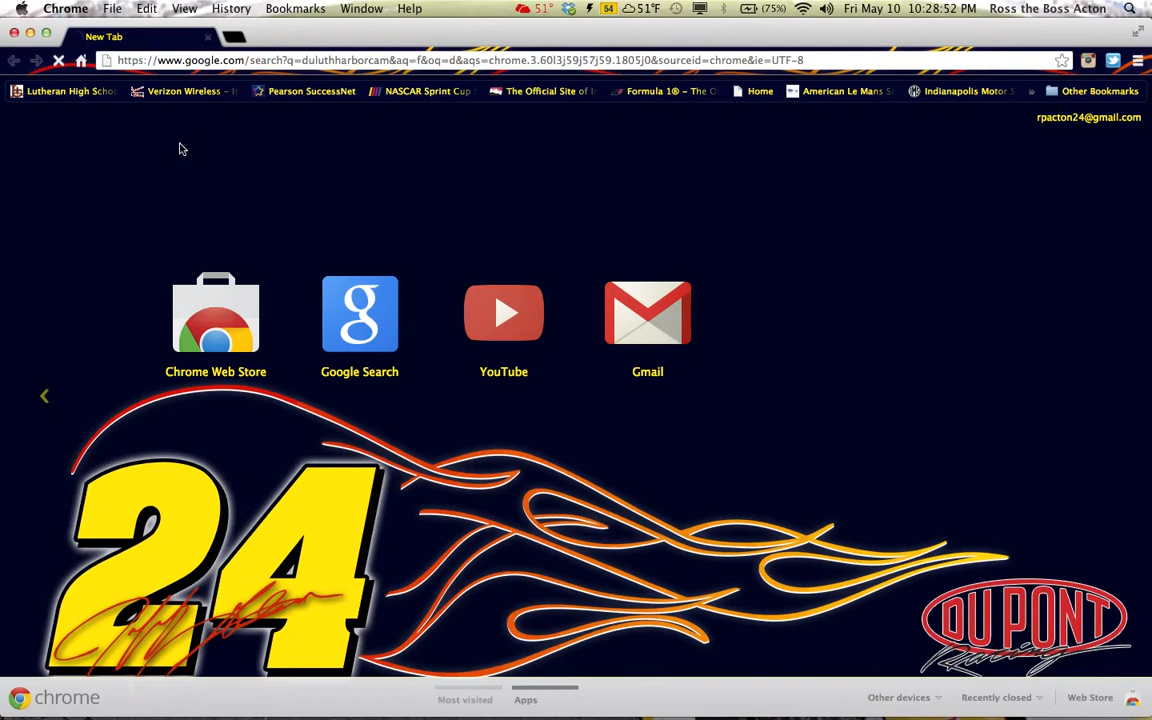 Chrome File Edit View History Bookmarks Window Help 51° 54 51°F (75%) Fri May 10 10:28:52 PM Ross the Boss Acton
New Tab
https://www.google.com/search?q=duluthharborcam&aq=f&oq=d&aqs=chrome.3.60l3j59j57j59.1805j0&sourceid=chrome&ie=UTF-8
Lutheran High Scho Verizon Wireless - I Pearson SuccessNet NASCAR Sprint Cup The Official Site of I Formula 1® - The O Home American Le Mans S Indianapolis Motor S » Other Bookmarks
rpacton24@gmail.com
g
Chrome Web Store Google Search YouTube Gmail
24
DU PONT
Racing
chrome Most visited Apps Other devices Recently closed Web Store